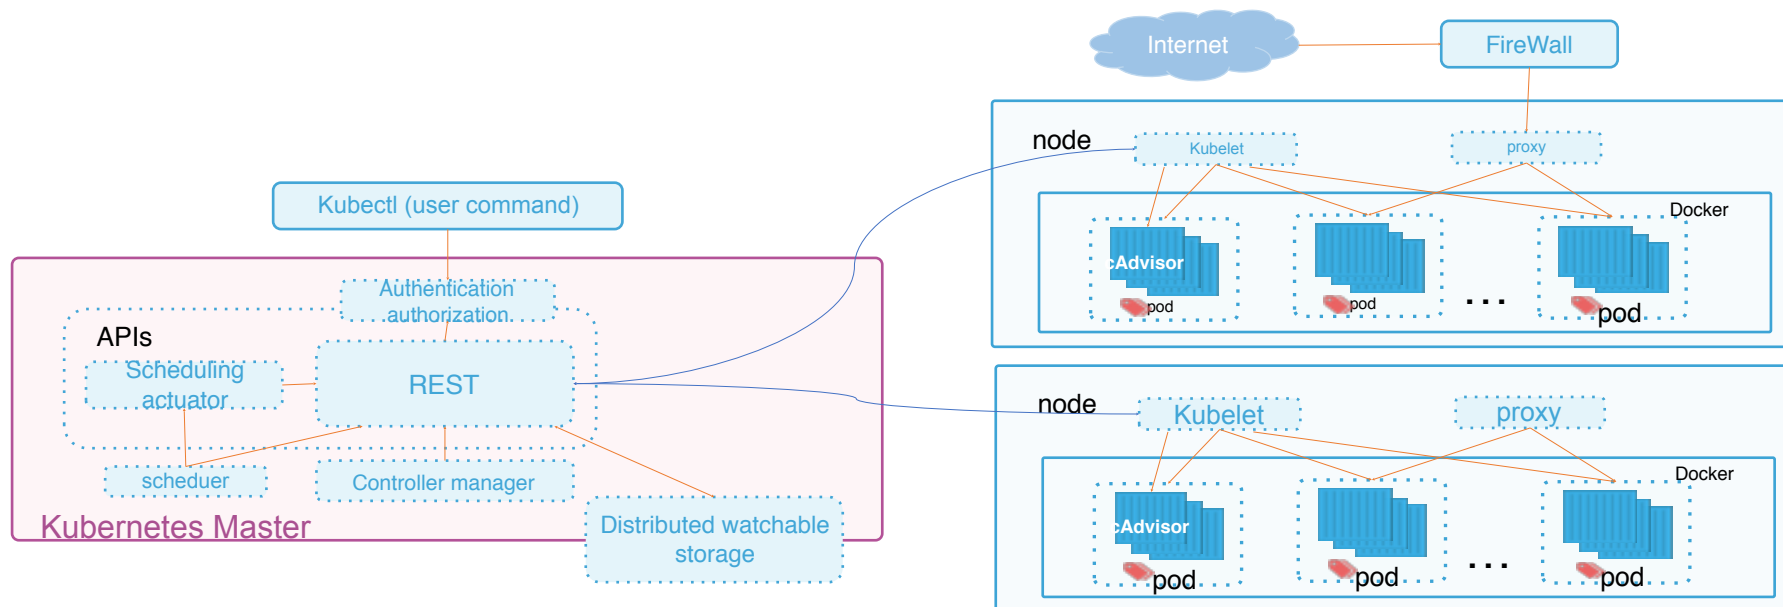 Internet
FireWall
node
Kubelet
proxy
Docker
cAdvisor
pod
pod
...
pod
Kubectl (user command)
Authentication
authorization
APIs
Scheduling
actuator
REST
scheduer
Controller manager
Distributed watchable
storage
Kubernetes Master
node
Kubelet
proxy
Docker
cAdvisor
pod
pod
...
pod